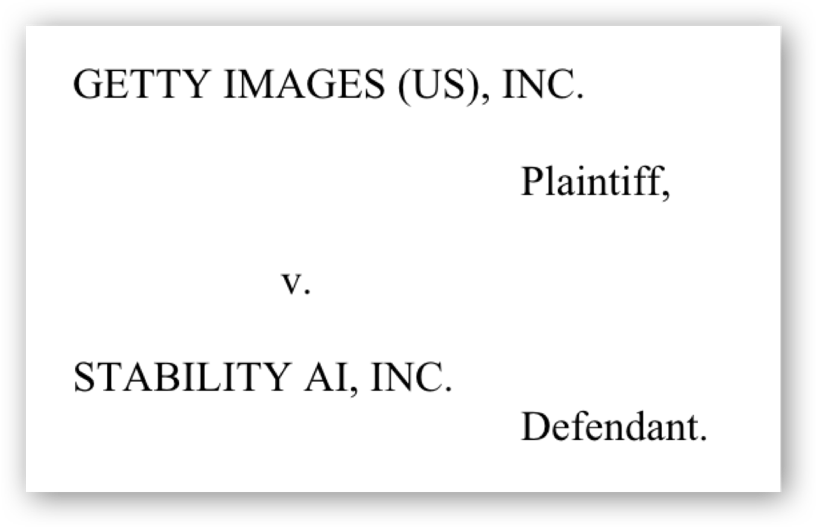 GETTY IMAGES (US), INC.
Plaintiff,
v.
STABILITY AI, INC.
Defendant.